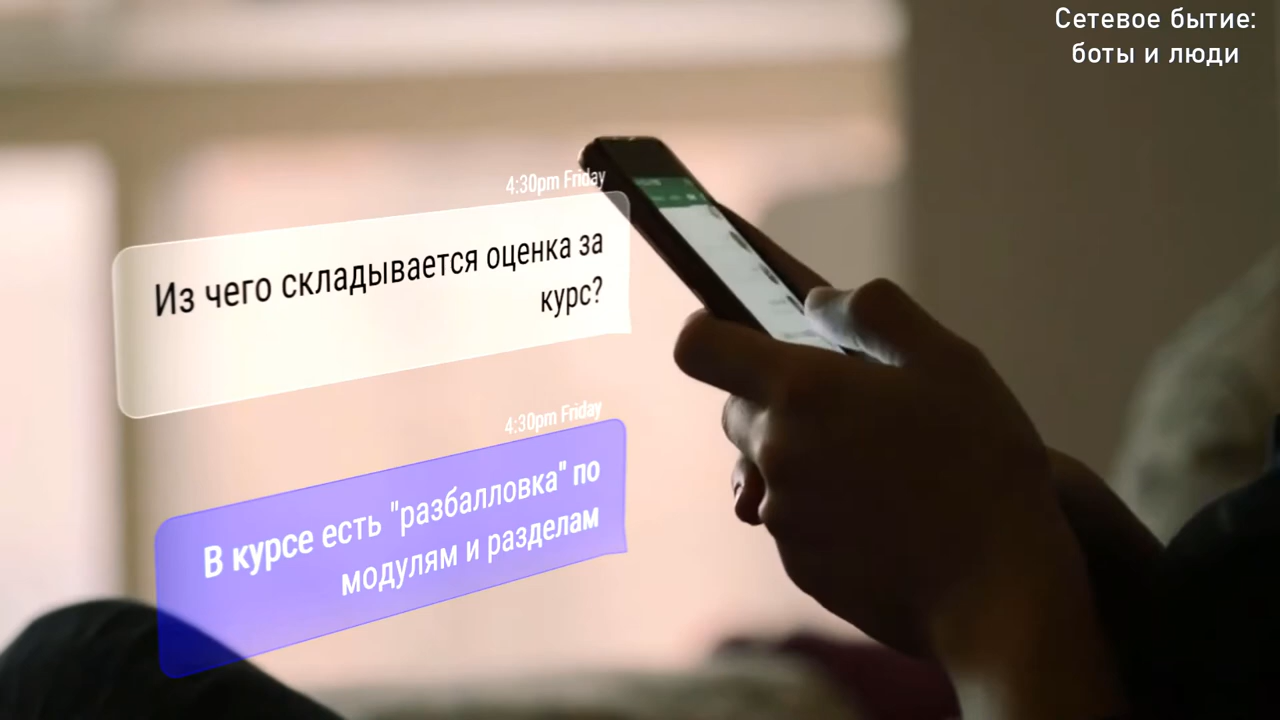 Сетевое бытие:
боты и люди
4:30pm Friday
Из чего складывается оценка за
курс?
4:30pm Friday
В курсе есть "разбалловка" по
модулям и разделам